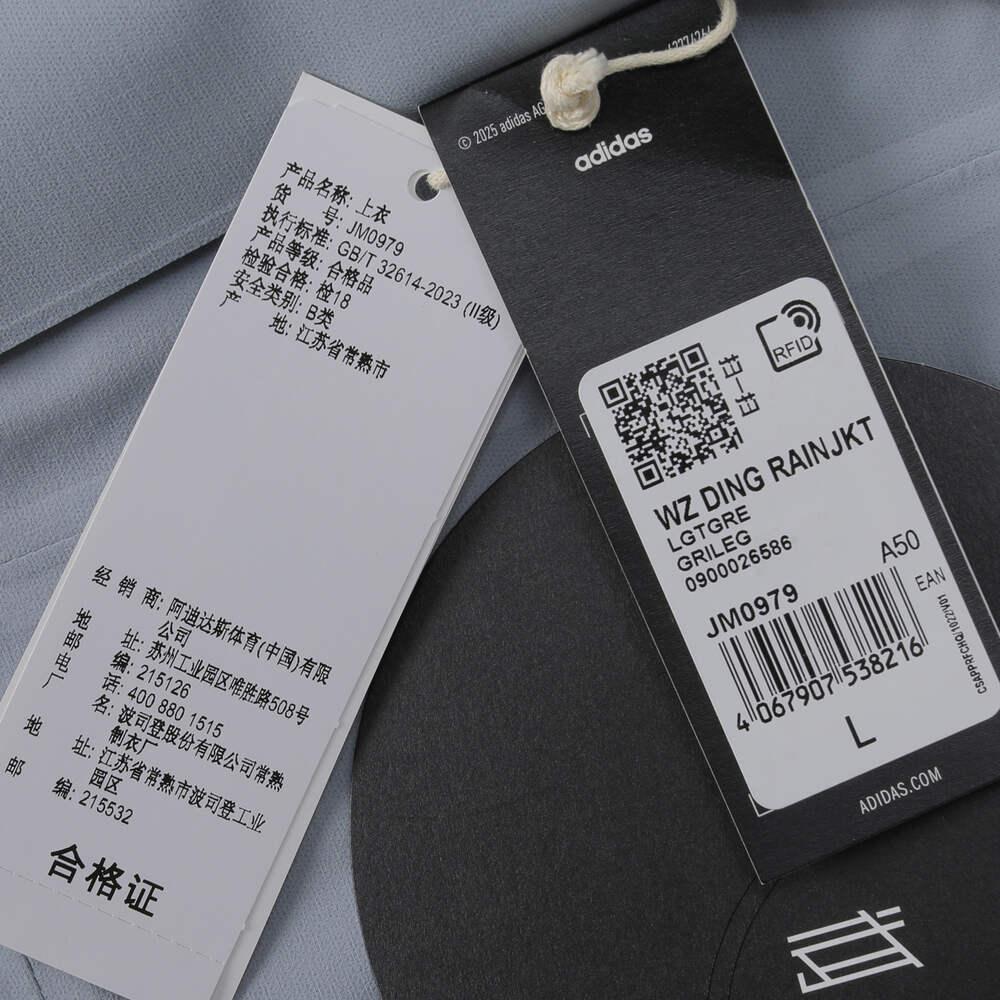 产品名称: 上衣
货 号: JM0979
执行标准: GB/T 32614-2023 (II级)
产品等级: 合格品
检验合格: 检18
安全类别: B类
产 地: 江苏省常熟市
经 销 商: 阿迪达斯体育(中国)有限
公司
地 址: 苏州工业园区唯胜路508号
邮 编: 215126
电 话: 400 880 1515
厂 名: 波司登股份有限公司常熟
制衣厂
地 址: 江苏省常熟市波司登工业
园区
邮 编: 215532
合格证
© 2025 adidas AG
adidas
RFID
扫一扫
WZ DING RAINJKT
LGTGRE
GRILEG
0900026586
A50
JM0979
EAN
4 067907 538216
CSAPPRFCHQ/1022/V01
L
ADIDAS.COM